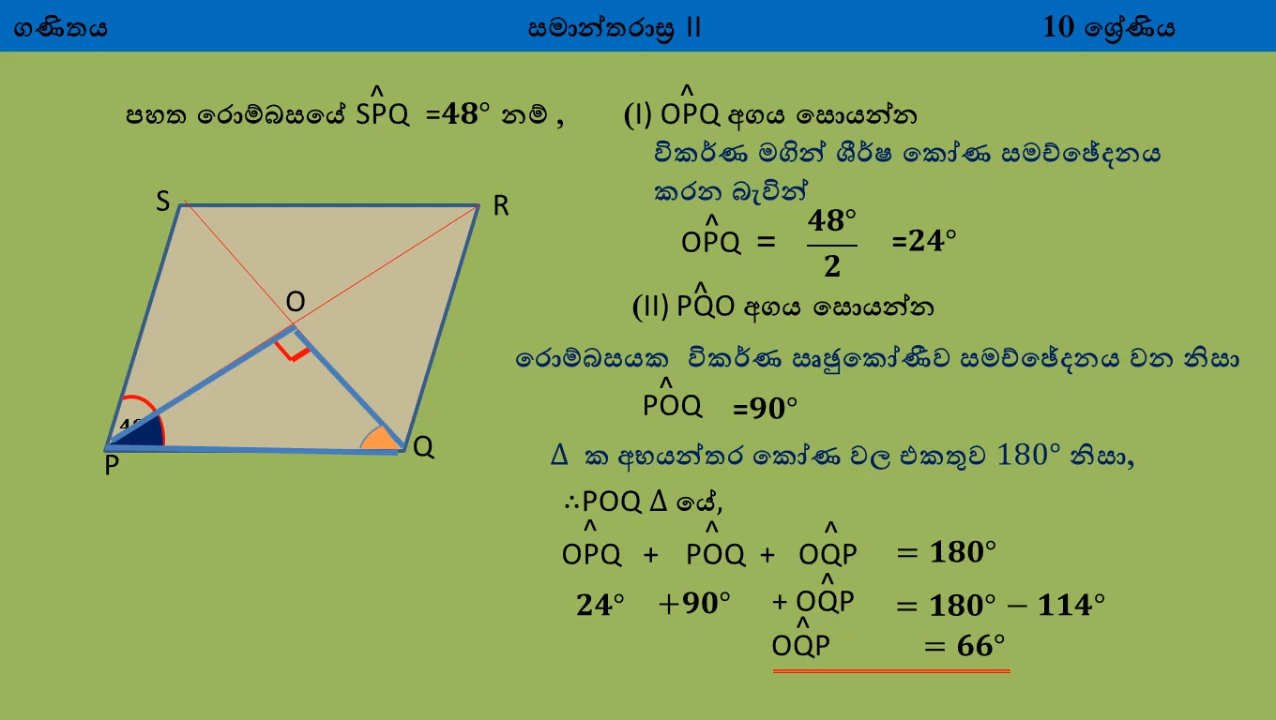 ගණිතය සමාන්තරාස්‍ර II 10 ශ්‍රේණිය
පහත රොම්බසයේ SP̂Q =48° නම් ,
(I) OP̂Q අගය සොයන්න
විකර්ණ මගින් ශීර්ෂ කෝණ සමච්ඡේදනය
කරන බැවින්
OP̂Q = 48°/2 =24°
(II) PQ̂O අගය සොයන්න
රොම්බසයක විකර්ණ ඍජුකෝණීව සමච්ඡේදනය වන නිසා
PÔQ =90°
Δ ක අභයන්තර කෝණ වල එකතුව 180° නිසා,
∴POQ Δ යේ,
OP̂Q + PÔQ + OQ̂P = 180°
24° +90° + OQ̂P = 180° − 114°
OQ̂P = 66°
S
R
O
P
Q